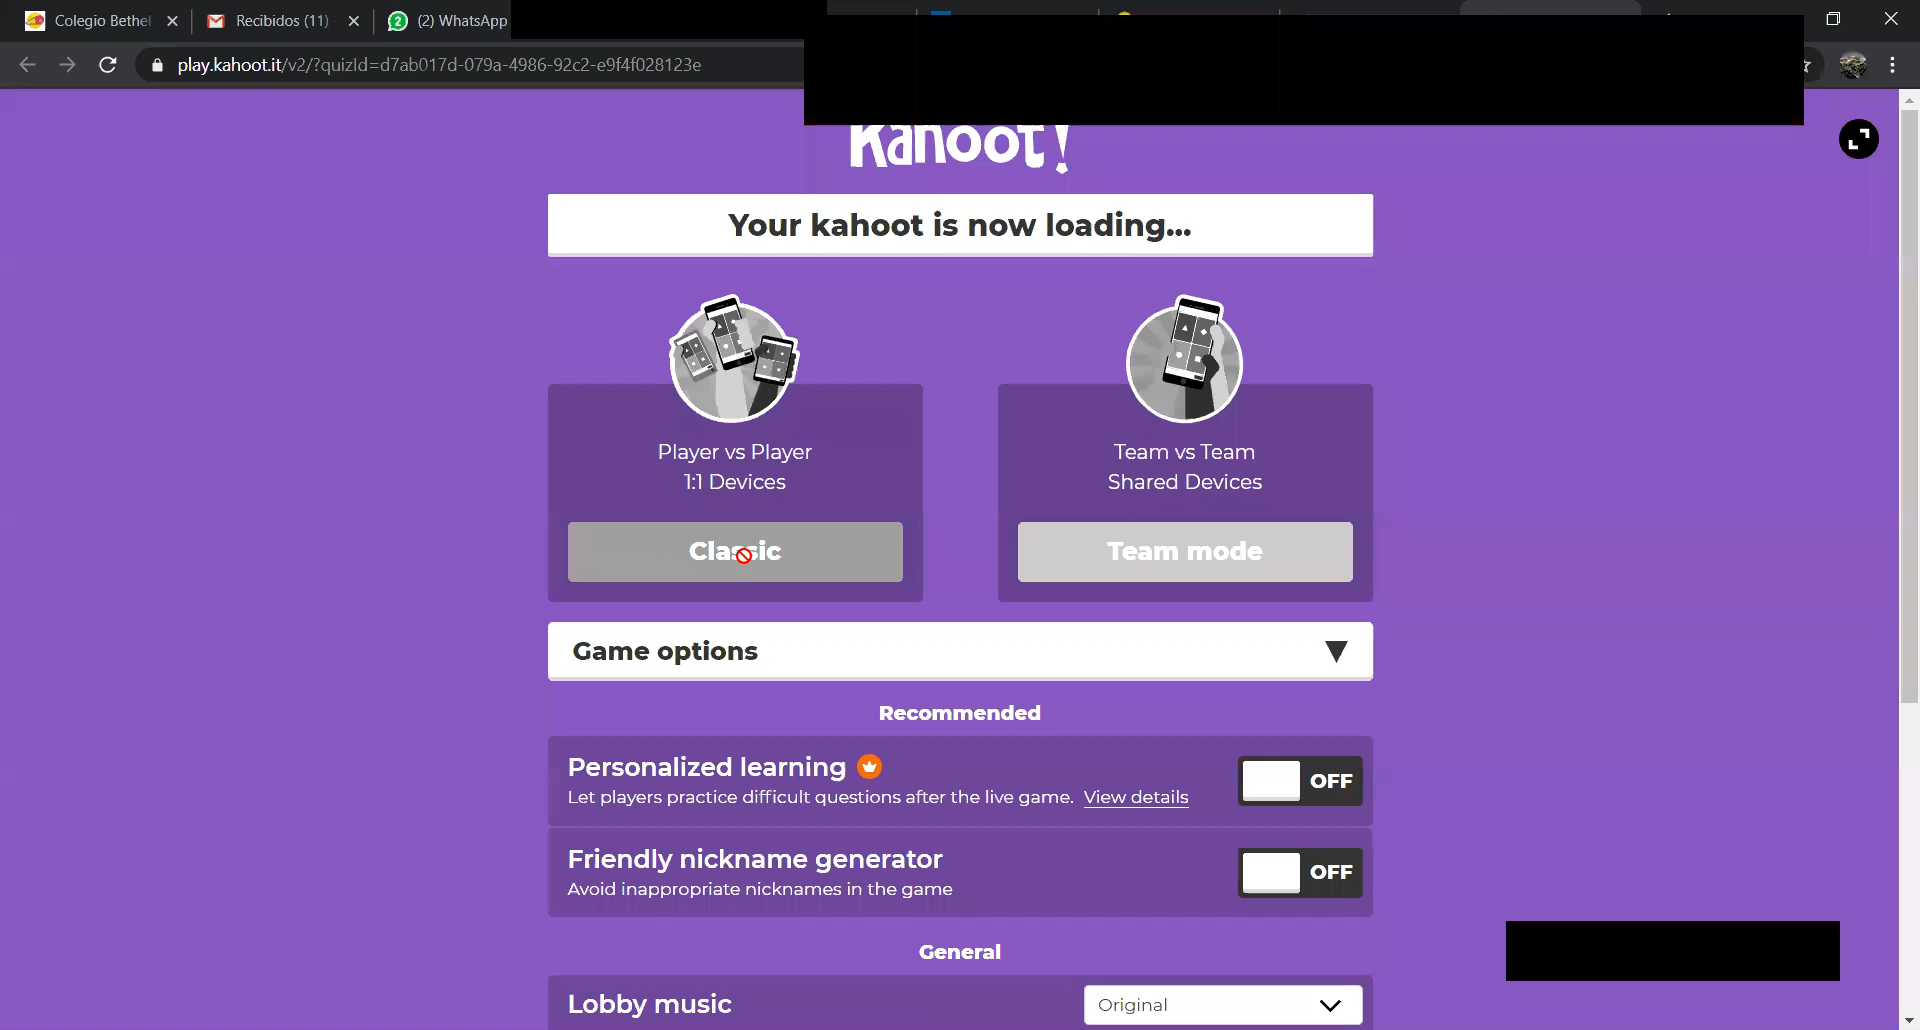 Colegio Bethel
Recibidos (11)
2
(2) WhatsApp
play.kahoot.it/v2/?quizId=d7ab017d-079a-4986-92c2-e9f4f028123e
Kahoot!
Your kahoot is now loading...
Player vs Player
1:1 Devices
Classic
Team vs Team
Shared Devices
Team mode
Game options
Recommended
Personalized learning
Let players practice difficult questions after the live game. View details
OFF
Friendly nickname generator
Avoid inappropriate nicknames in the game
OFF
General
Lobby music
Original